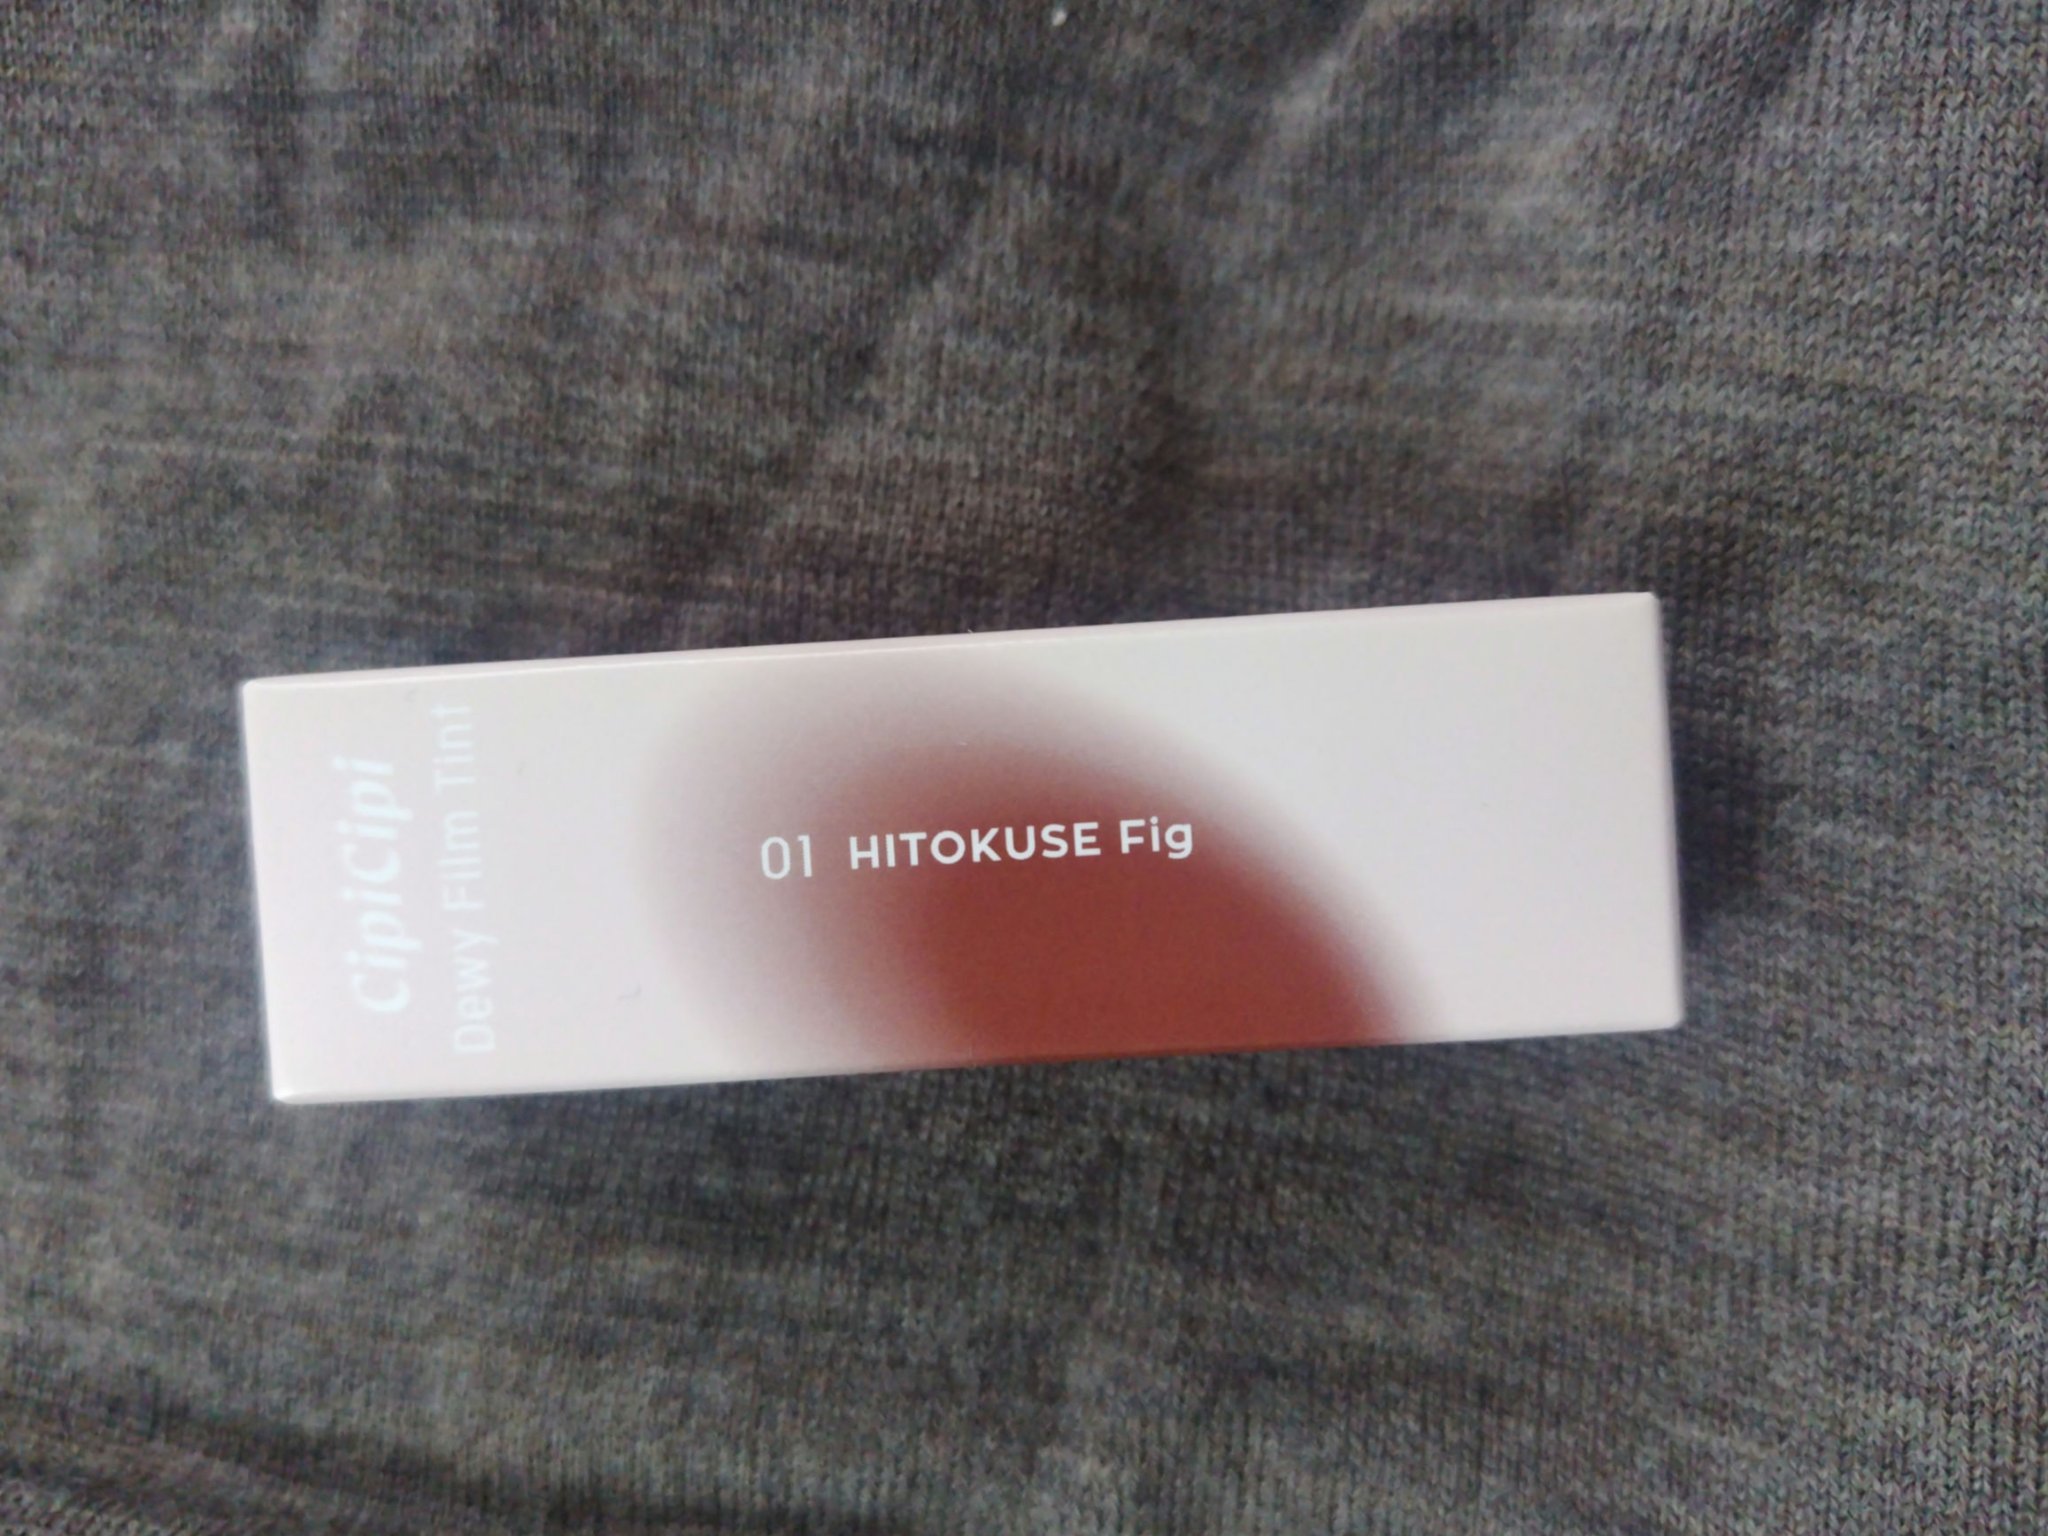 CipiCipi
Dewy Film Tint
01 HITOKUSE Fig